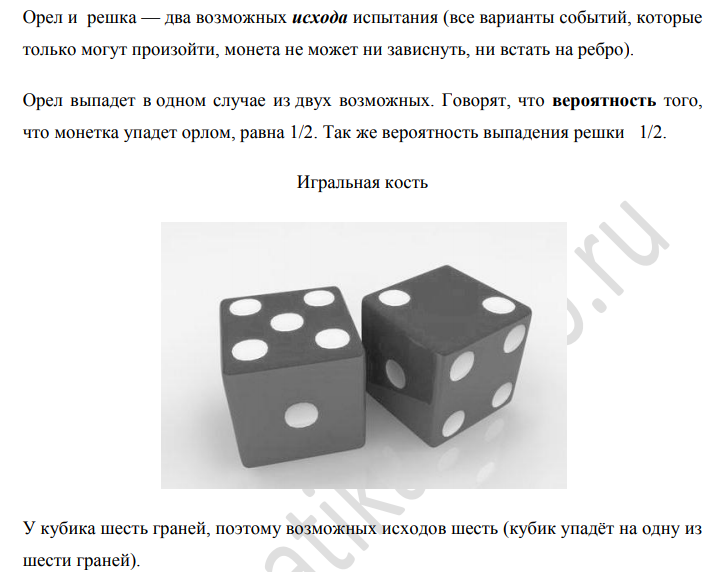 Орел и решка — два возможных исхода испытания (все варианты событий, которые
только могут произойти, монета не может ни зависнуть, ни встать на ребро).
Орел выпадет в одном случае из двух возможных. Говорят, что вероятность того,
что монетка упадет орлом, равна 1/2. Так же вероятность выпадения решки 1/2.
Игральная кость
У кубика шесть граней, поэтому возможных исходов шесть (кубик упадёт на одну из
шести граней).